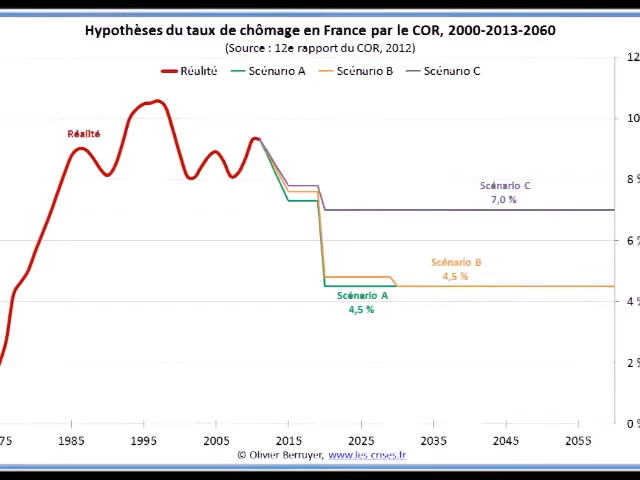 Hypothèses du taux de chômage en France par le COR, 2000-2013-2060
(Source : 12e rapport du COR, 2012)
Réalité Scénario A Scénario B Scénario C
12
10
8 %
6 %
4 %
2 %
0 %
Réalité
Scénario C
7,0 %
Scénario B
4,5 %
Scénario A
4,5 %
75 1985 1995 2005 2015 2025 2035 2045 2055
© Olivier Berruyer, www.les-crises.fr